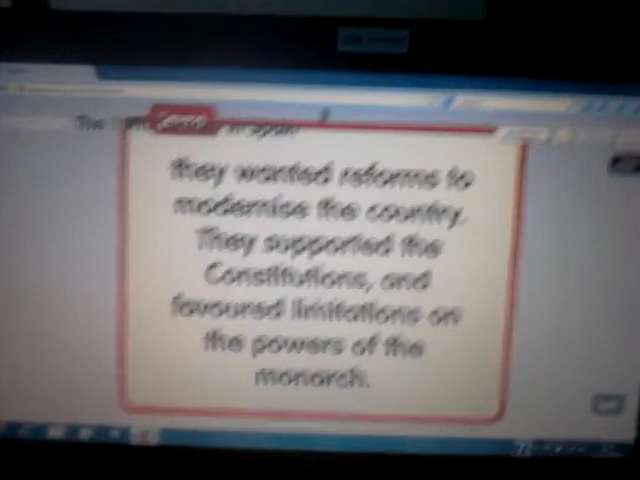 they wanted reforms to
modernise the country.
They supported the
Constitutions, and
favoured limitations on
the powers of the
monarch.